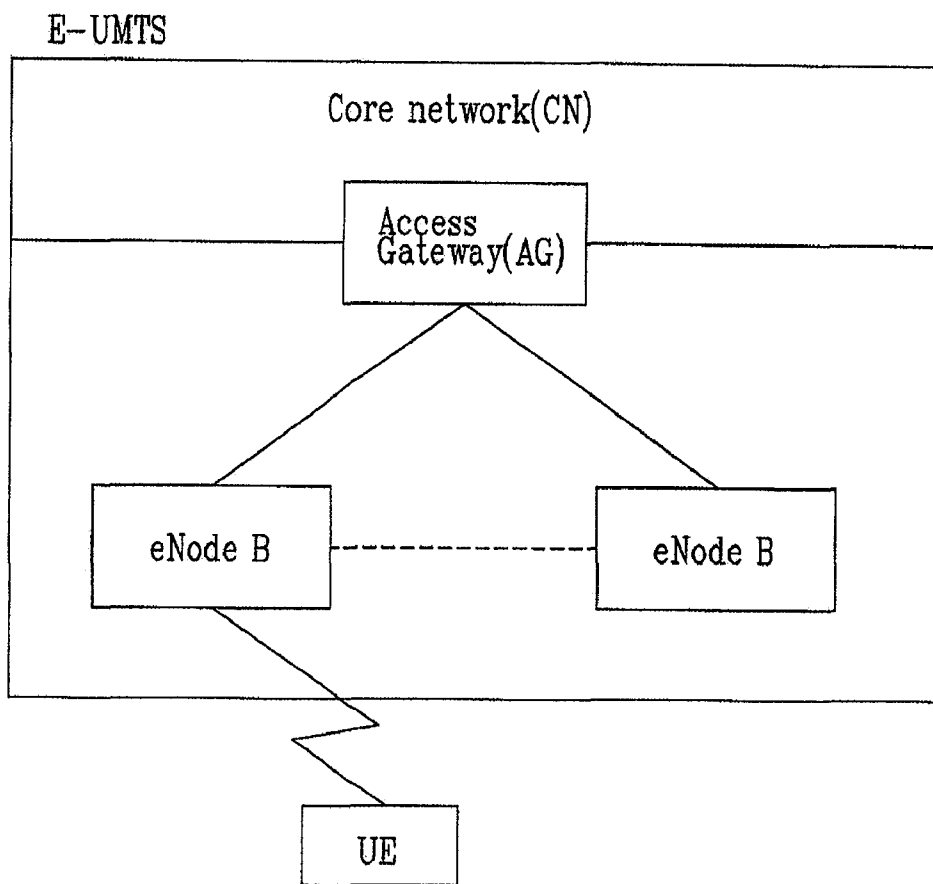 E-UMTS
Core network(CN)
Access
Gateway(AG)
eNode B
eNode B
UE